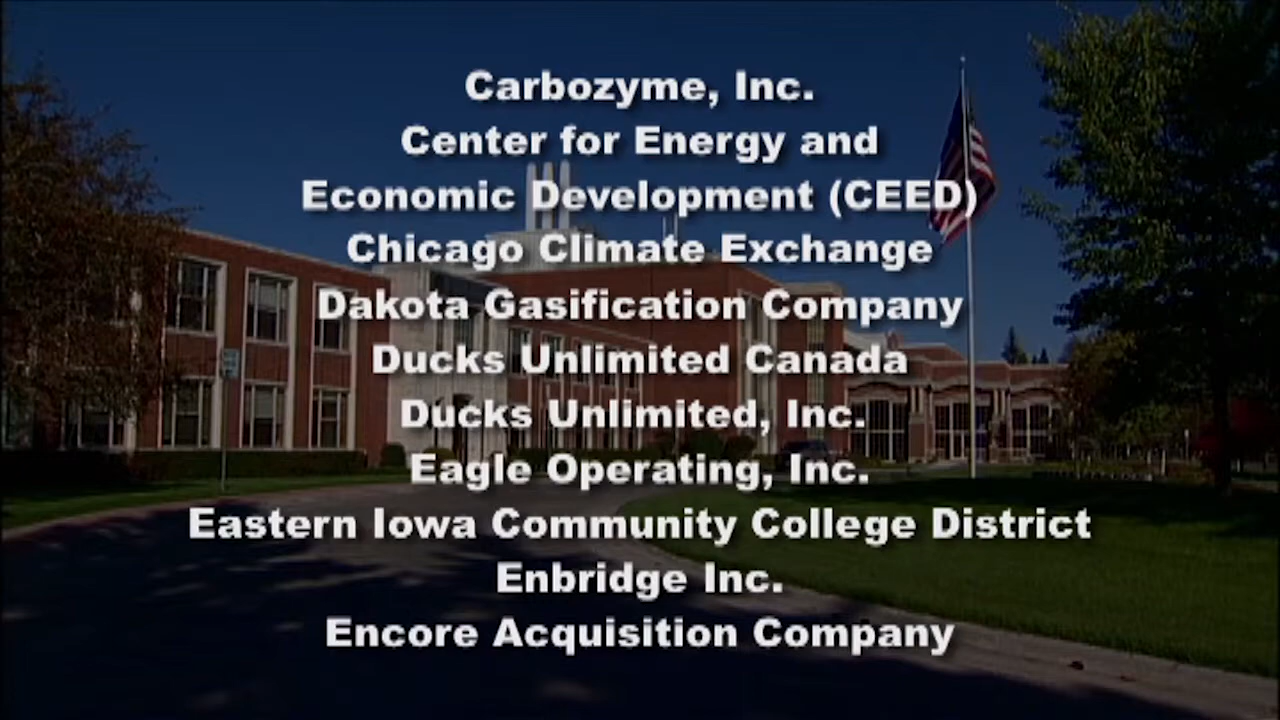 Carbozyme, Inc.
Center for Energy and
Economic Development (CEED)
Chicago Climate Exchange
Dakota Gasification Company
Ducks Unlimited Canada
Ducks Unlimited, Inc.
Eagle Operating, Inc.
Eastern Iowa Community College District
Enbridge Inc.
Encore Acquisition Company